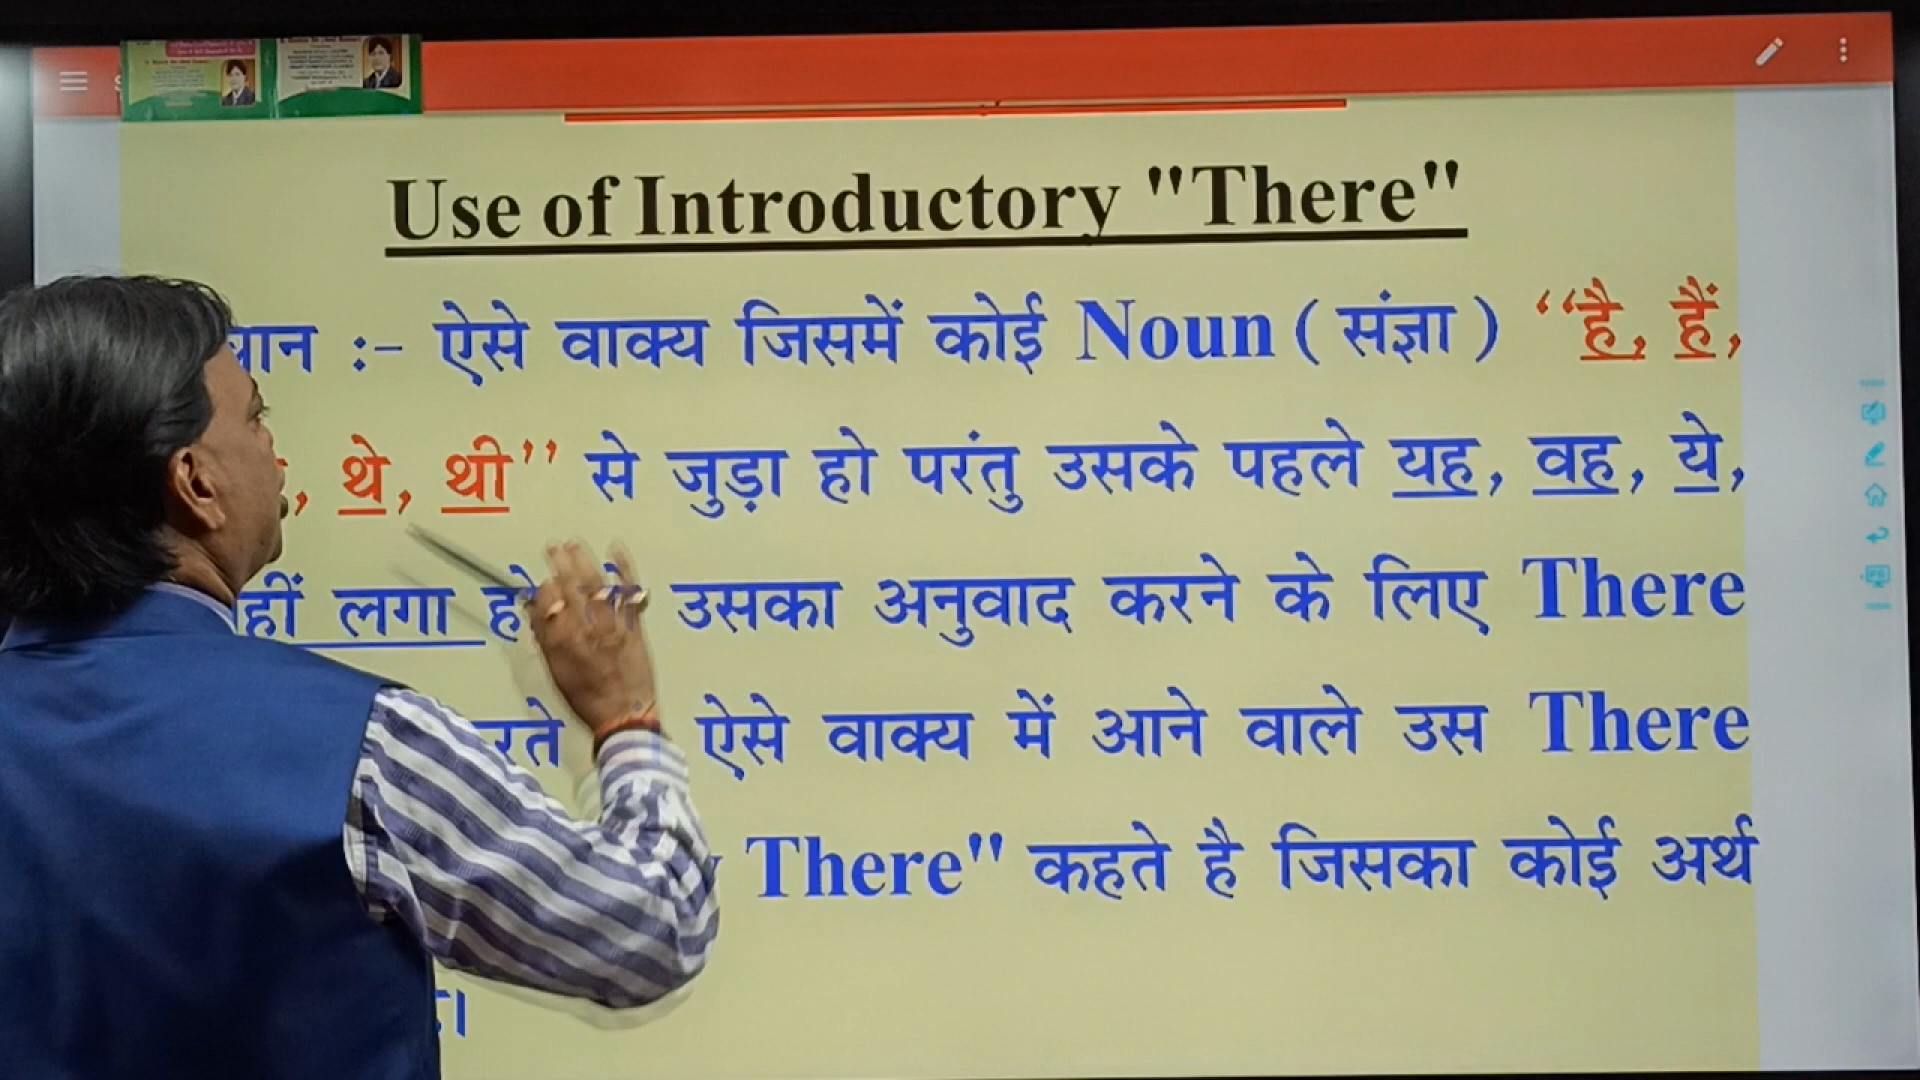 Use of Introductory "There"
:- ऐसे वाक्य जिसमें कोई Noun ( संज्ञा ) “है, हैं,
थे, थी” से जुड़ा हो परंतु उसके पहले यह, वह, ये,
लगा उसका अनुवाद करने के लिए There
ऐसे वाक्य में आने वाले उस There
There" कहते है जिसका कोई अर्थ